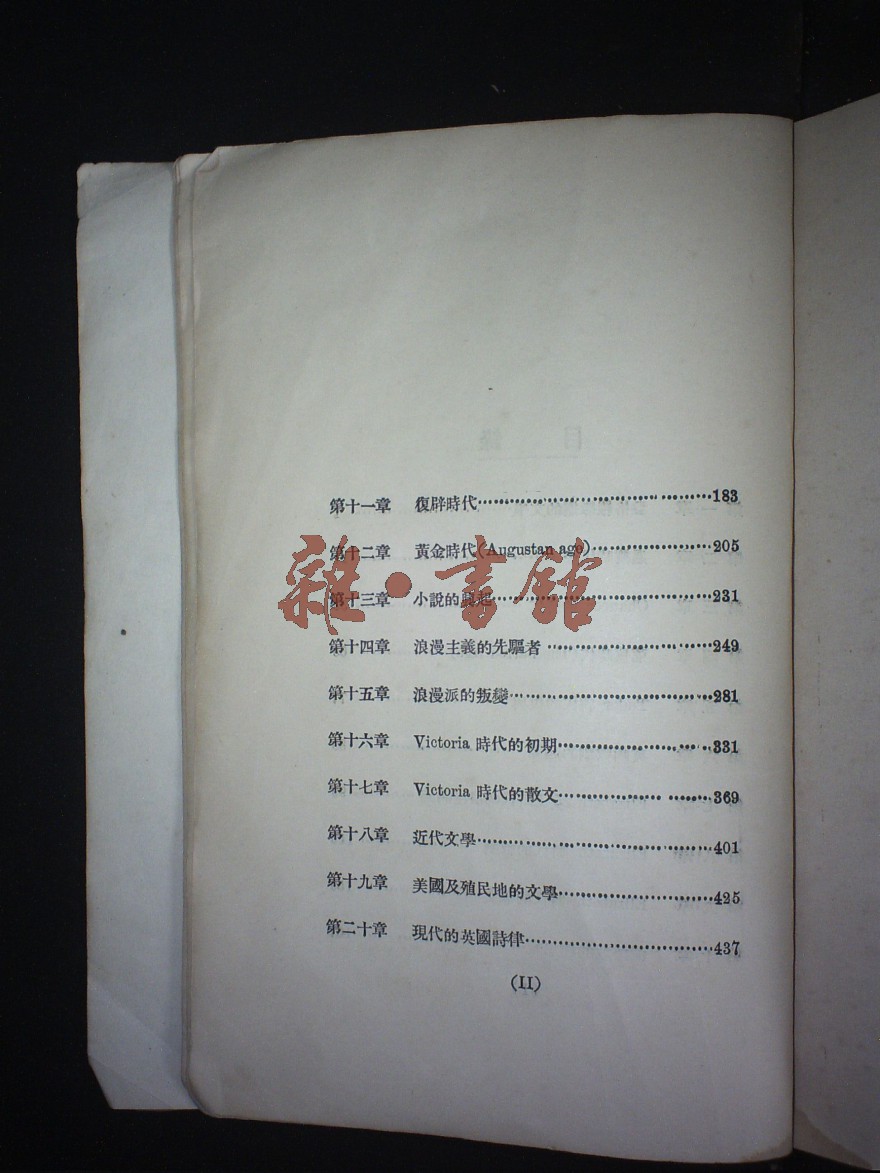 第十一章 復辟時代……183
第十二章 黃金時代(Augustan age)……205
第十三章 小說的興起……231
第十四章 浪漫主義的先驅者……249
第十五章 浪漫派的叛變……281
第十六章 Victoria 時代的初期……331
第十七章 Victoria 時代的散文……369
第十八章 近代文學……401
第十九章 美國及殖民地的文學……425
第二十章 現代的英國詩律……437
(II)
雜·書館